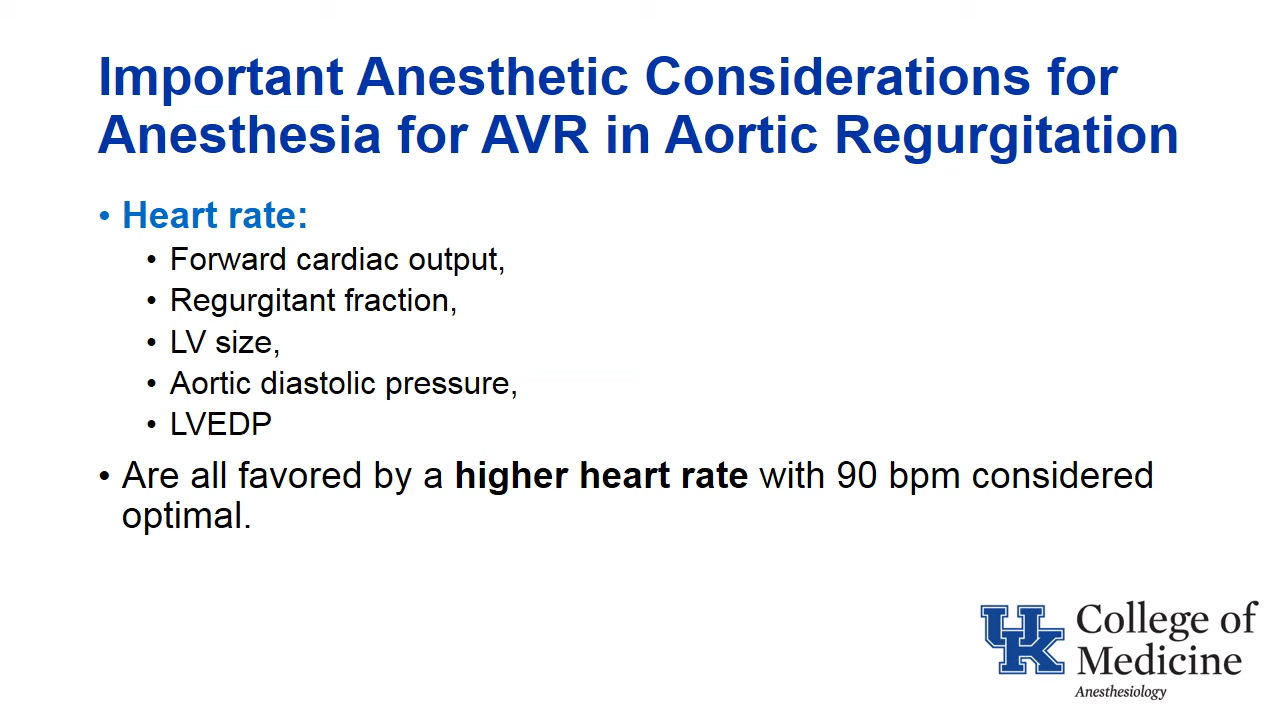 Important Anesthetic Considerations for
Anesthesia for AVR in Aortic Regurgitation
• Heart rate:
• Forward cardiac output,
• Regurgitant fraction,
• LV size,
• Aortic diastolic pressure,
• LVEDP
• Are all favored by a higher heart rate with 90 bpm considered
optimal.
UK
College of
Medicine
Anesthesiology